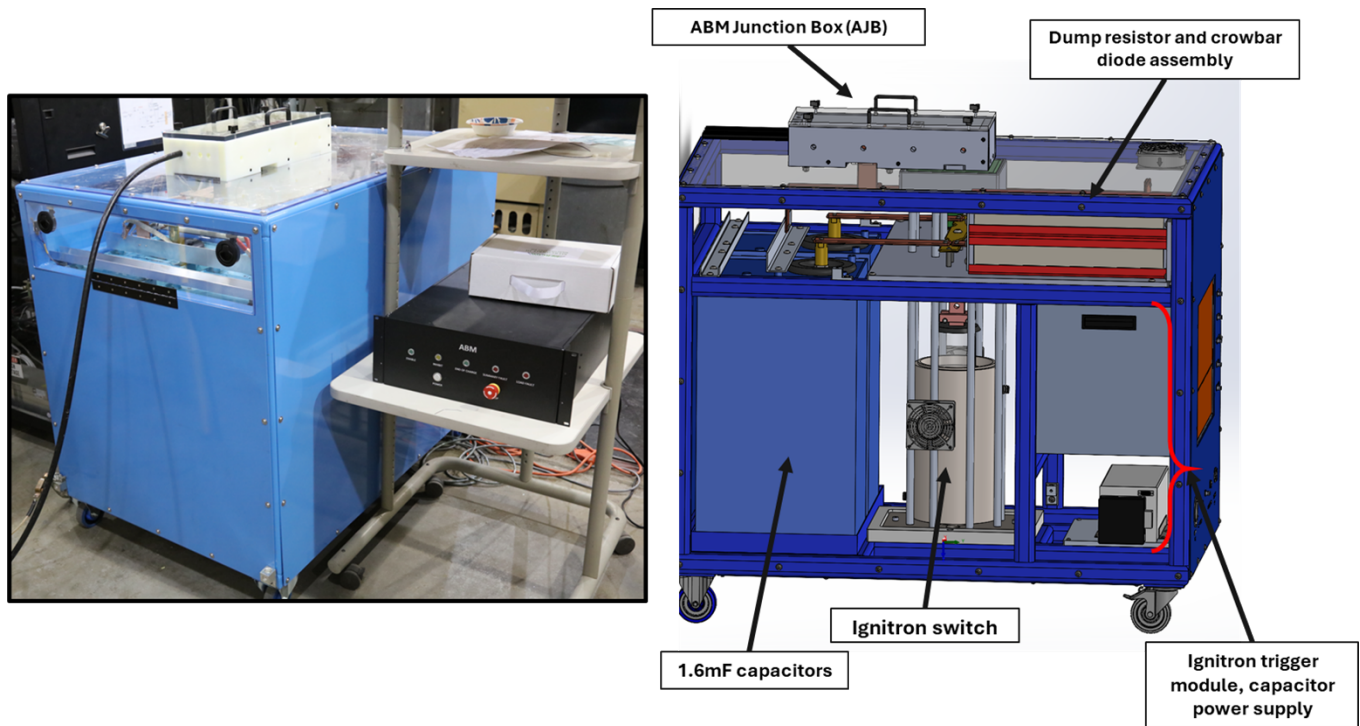 ABM Junction Box (AJB)
Dump resistor and crowbar
diode assembly
ABM
POWER
Ignitron switch
1.6mF capacitors
Ignitron trigger
module, capacitor
power supply